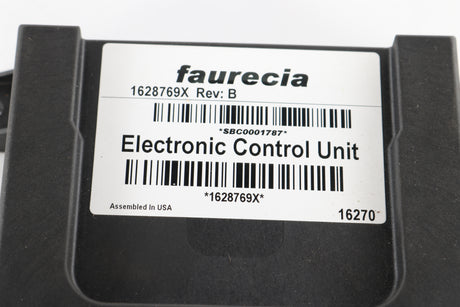 faurecia
1628769X Rev: B
*SBC0001787*
Electronic Control Unit
*1628769X*
Assembled In USA
16270